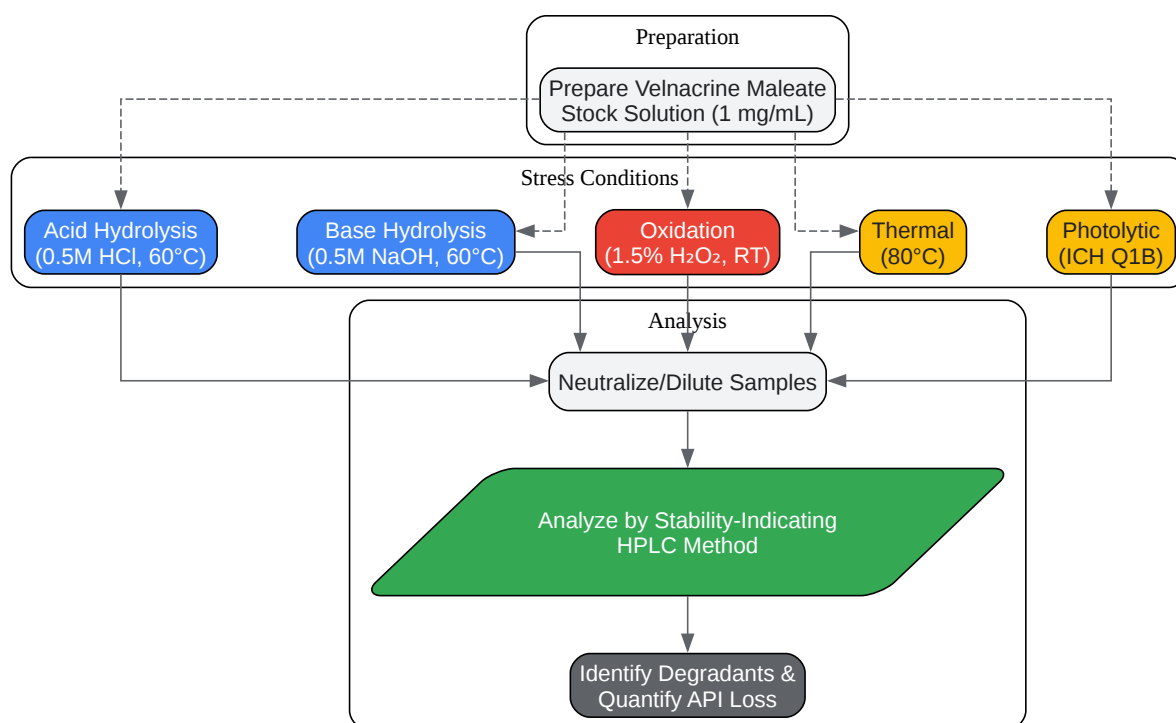 Preparation
Prepare Velnacrine Maleate
Stock Solution (1 mg/mL)
Stress Conditions
Acid Hydrolysis
(0.5M HCl, 60°C)
Base Hydrolysis
(0.5M NaOH, 60°C)
Oxidation
(1.5% H₂O₂, RT)
Thermal
(80°C)
Photolytic
(ICH Q1B)
Analysis
Neutralize/Dilute Samples
Analyze by Stability-Indicating
HPLC Method
Identify Degradants &
Quantify API Loss